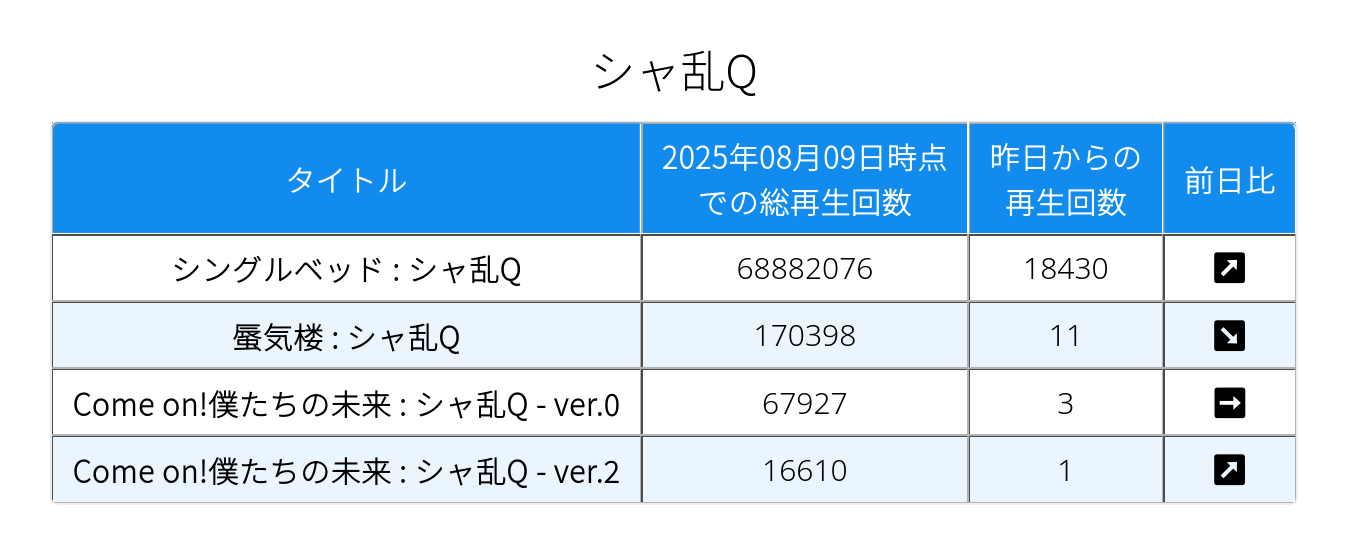 シャ乱Q
タイトル
2025年08月09日時点
での総再生回数
昨日からの
再生回数
前日比
シングルベッド : シャ乱Q 68882076 18430
蜃気楼 : シャ乱Q 170398 11
Come on!僕たちの未来 : シャ乱Q - ver.0 67927 3
Come on!僕たちの未来 : シャ乱Q - ver.2 16610 1